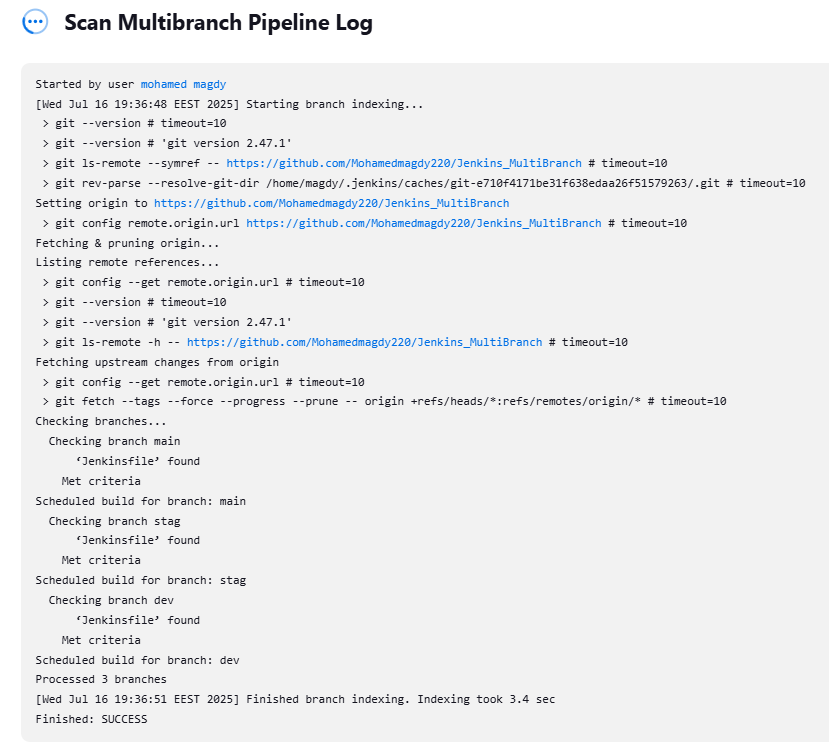 Scan Multibranch Pipeline Log
Started by user mohamed magdy
[Wed Jul 16 19:36:48 EEST 2025] Starting branch indexing...
> git --version # timeout=10
> git --version # 'git version 2.47.1'
> git ls-remote --symref -- https://github.com/Mohamedmagdy220/Jenkins_MultiBranch # timeout=10
> git rev-parse --resolve-git-dir /home/magdy/.jenkins/caches/git-e710f4171be31f638edaa26f51579263/.git # timeout=10
Setting origin to https://github.com/Mohamedmagdy220/Jenkins_MultiBranch
> git config remote.origin.url https://github.com/Mohamedmagdy220/Jenkins_MultiBranch # timeout=10
Fetching & pruning origin...
Listing remote references...
> git config --get remote.origin.url # timeout=10
> git --version # timeout=10
> git --version # 'git version 2.47.1'
> git ls-remote -h -- https://github.com/Mohamedmagdy220/Jenkins_MultiBranch # timeout=10
Fetching upstream changes from origin
> git config --get remote.origin.url # timeout=10
> git fetch --tags --force --progress --prune -- origin +refs/heads/*:refs/remotes/origin/* # timeout=10
Checking branches...
Checking branch main
‘Jenkinsfile’ found
Met criteria
Scheduled build for branch: main
Checking branch stag
‘Jenkinsfile’ found
Met criteria
Scheduled build for branch: stag
Checking branch dev
‘Jenkinsfile’ found
Met criteria
Scheduled build for branch: dev
Processed 3 branches
[Wed Jul 16 19:36:51 EEST 2025] Finished branch indexing. Indexing took 3.4 sec
Finished: SUCCESS